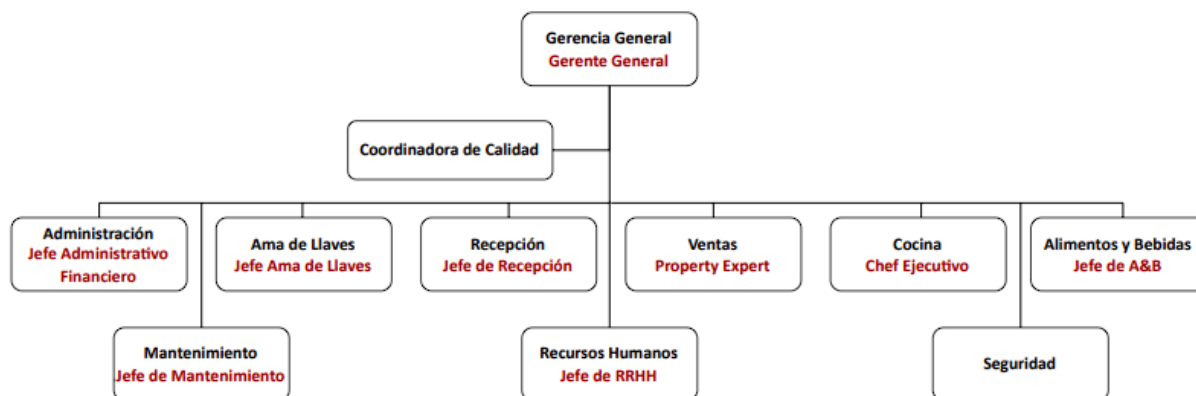 Gerencia General
Gerente General
Coordinadora de Calidad
Administración
Jefe Administrativo
Financiero
Ama de Llaves
Jefe Ama de Llaves
Recepción
Jefe de Recepción
Ventas
Property Expert
Cocina
Chef Ejecutivo
Alimentos y Bebidas
Jefe de A&B
Mantenimiento
Jefe de Mantenimiento
Recursos Humanos
Jefe de RRHH
Seguridad